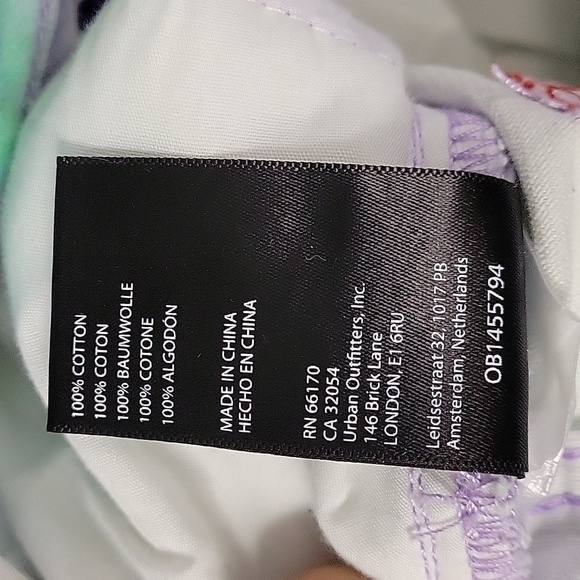 100% COTTON
100% COTON
100% BAUMWOLLE
100% COTONE
100% ALGODÓN
MADE IN CHINA
HECHO EN CHINA
RN 66170
CA 32054
Urban Outfitters, Inc.
146 Brick Lane
LONDON, E1 6RU
Leidsestraat 32, 1017 PB
Amsterdam, Netherlands
OB1455794